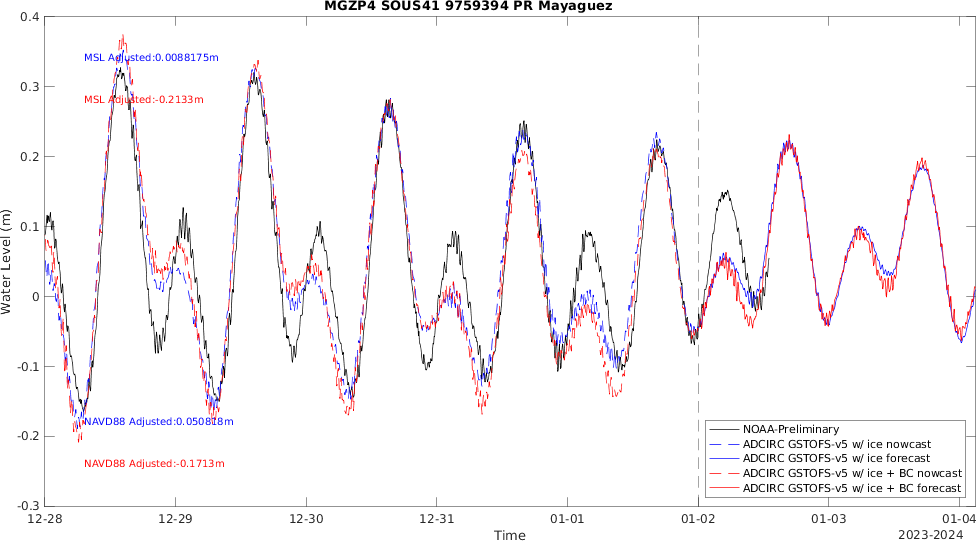 MGZP4 SOUS41 9759394 PR Mayaguez
0.4
0.3
0.2
0.1
0
-0.1
-0.2
-0.3
Water Level (m)
MSL Adjusted:0.0088175m
MSL Adjusted:-0.2133m
NAVD88 Adjusted:0.050818m
NAVD88 Adjusted:-0.1713m
NOAA-Preliminary
ADCIRC GSTOFS-v5 w/ ice nowcast
ADCIRC GSTOFS-v5 w/ ice forecast
ADCIRC GSTOFS-v5 w/ ice + BC nowcast
ADCIRC GSTOFS-v5 w/ ice + BC forecast
12-28 12-29 12-30 12-31 01-01 01-02 01-03 01-04
Time
2023-2024